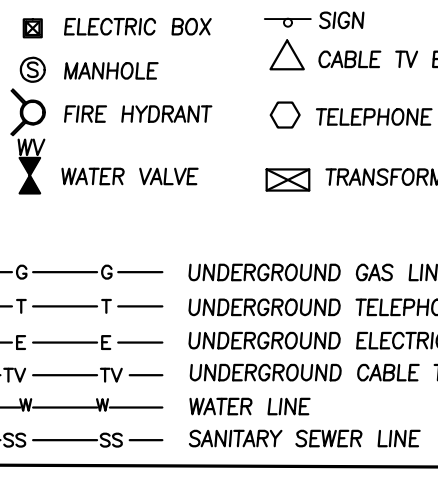 ELECTRIC BOX
SIGN
S MANHOLE
CABLE TV
FIRE HYDRANT
TELEPHONE
WV
WATER VALVE
G G UNDERGROUND GAS
T T UNDERGROUND
E E UNDERGROUND
TV TV UNDERGROUND CABLE
W W WATER LINE
SS SS SANITARY SEWER LINE